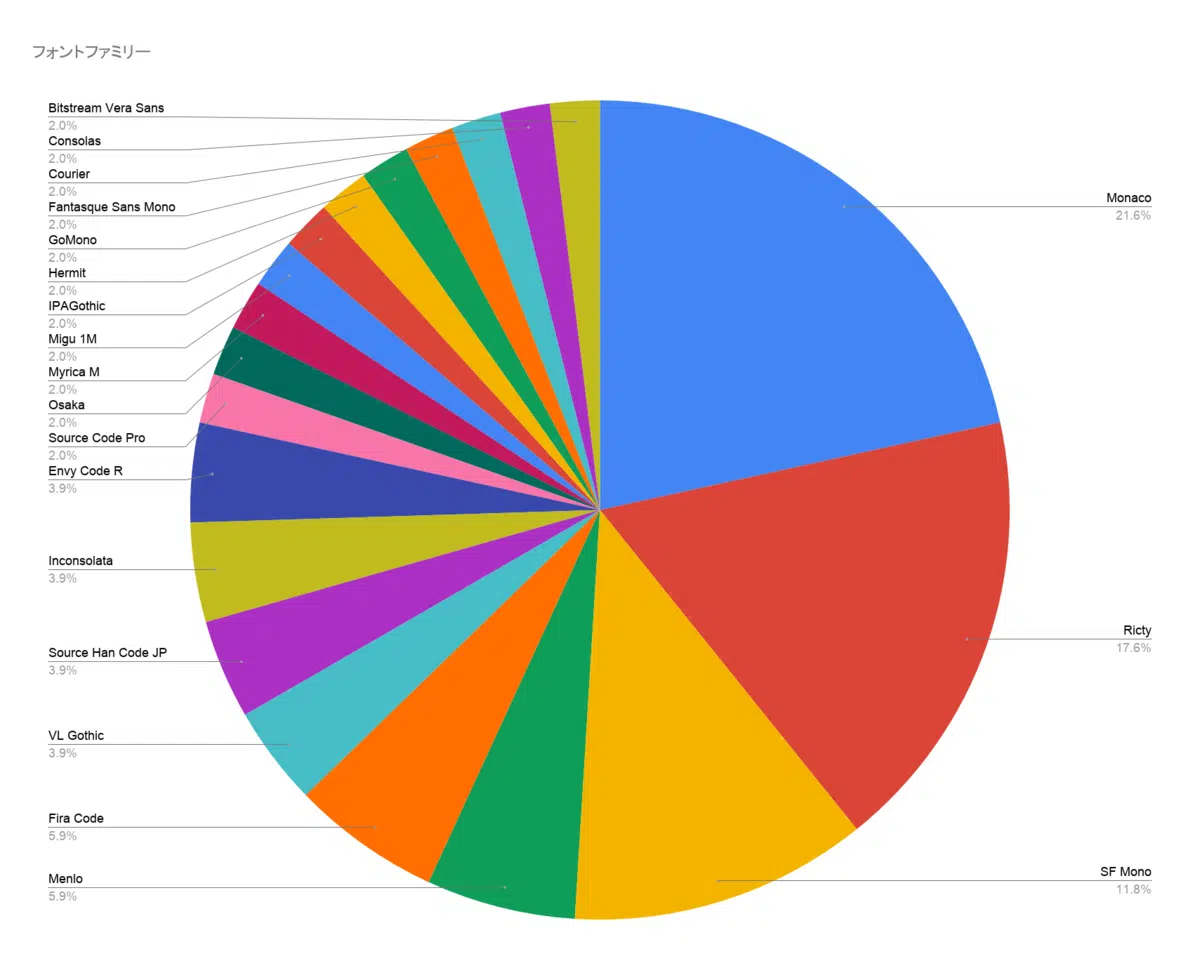 フォントファミリー
Bitstream Vera Sans
2.0%
Consolas
2.0%
Courier
2.0%
Fantasque Sans Mono
2.0%
GoMono
2.0%
Hermit
2.0%
IPAGothic
2.0%
Migu 1M
2.0%
Myrica M
2.0%
Osaka
2.0%
Source Code Pro
2.0%
Envy Code R
3.9%
Inconsolata
3.9%
Source Han Code JP
3.9%
VL Gothic
3.9%
Fira Code
5.9%
Menlo
5.9%
Monaco
21.6%
Ricty
17.6%
SF Mono
11.8%